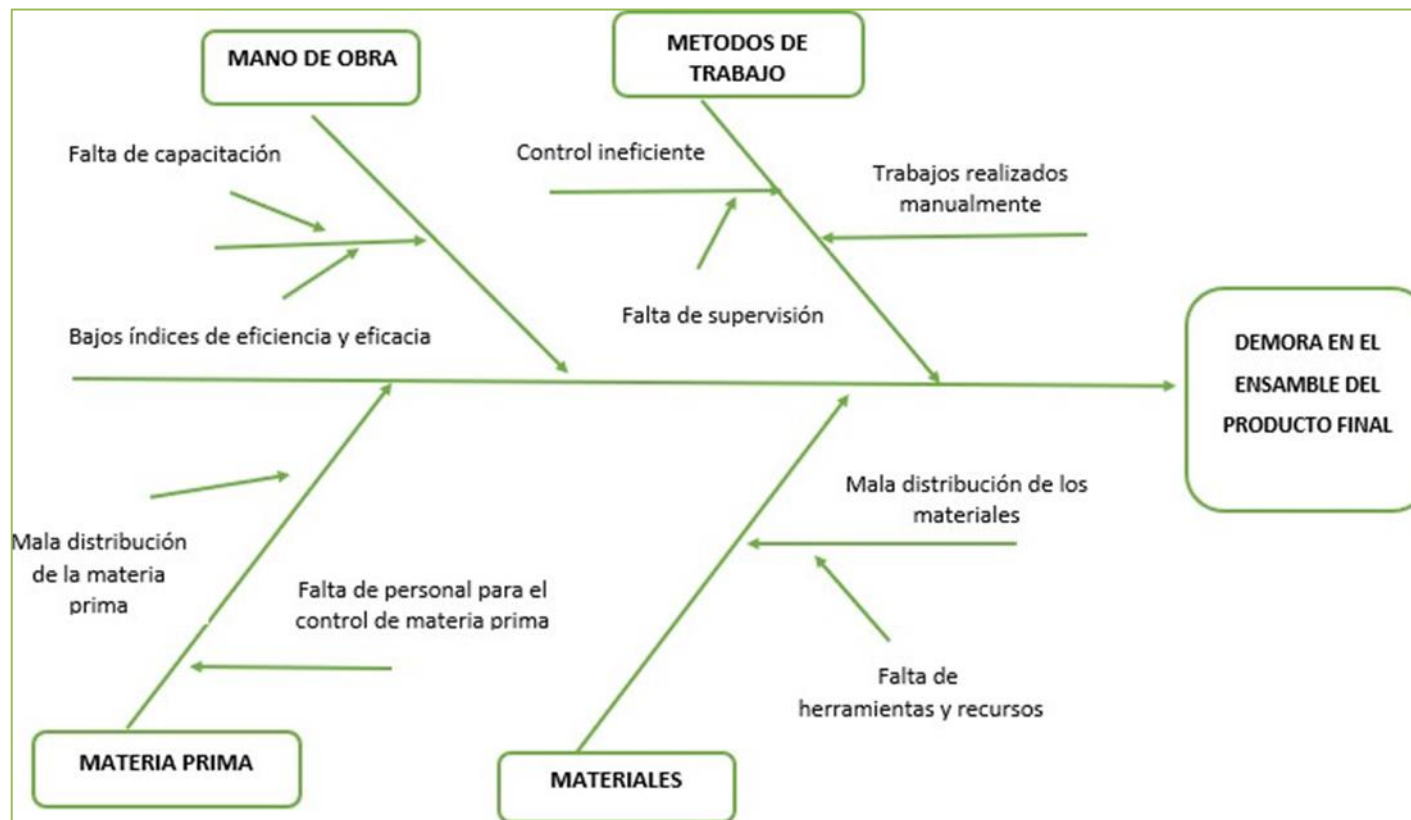 MANO DE OBRA
METODOS DE
TRABAJO
Falta de capacitación
Control ineficiente
Trabajos realizados
manualmente
Falta de supervisión
Bajos índices de eficiencia y eficacia
DEMORA EN EL
ENSAMBLE DEL
PRODUCTO FINAL
Mala distribución
de la materia
prima
Falta de personal para el
control de materia prima
Mala distribución de los
materiales
Falta de
herramientas y recursos
MATERIA PRIMA
MATERIALES